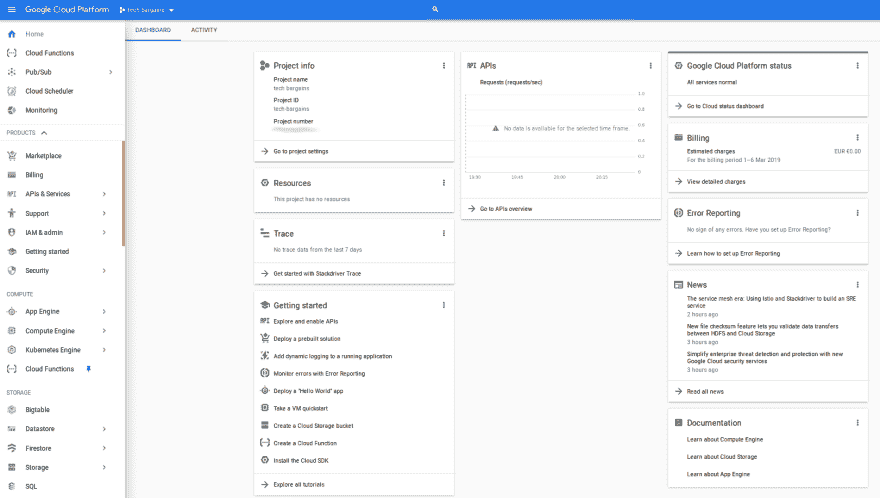 Google Cloud Platform
tech bargains
DASHBOARD
ACTIVITY
Home
Cloud Functions
Pub/Sub
Cloud Scheduler
Monitoring
PRODUCTS
Marketplace
Billing
APIs & Services
Support
IAM & admin
Getting started
Security
COMPUTE
App Engine
Compute Engine
Kubernetes Engine
Cloud Functions
STORAGE
Bigtable
Datastore
Firestore
Storage
SQL
Project info
Project name
tech bargains
Project ID
tech-bargains
Project number
Go to project settings
Resources
This project has no resources
Trace
No trace data from the last 7 days
Get started with Stackdriver Trace
Getting started
API Explore and enable APIs
Deploy a prebuilt solution
Add dynamic logging to a running application
Monitor errors with Error Reporting
Deploy a "Hello World" app
Take a VM quickstart
Create a Cloud Storage bucket
Create a Cloud Function
Install the Cloud SDK
Explore all tutorials
API APIs
Requests (requests/sec)
1.0
0.8
No data is available for the selected time frame.
0.6
0.4
0.2
0
Go to APIs overview
Google Cloud Platform status
All services normal
Go to Cloud status dashboard
Billing
Estimated charges EUR €0.00
For the billing period 1–6 Mar 2019
View detailed charges
Error Reporting
No sign of any errors. Have you set up Error Reporting?
Learn how to set up Error Reporting
News
The service mesh era: Using Istio and Stackdriver to build an SRE
service
2 hours ago
New file checksum feature lets you validate data transfers
between HDFS and Cloud Storage
3 hours ago
Simplify enterprise threat detection and protection with new
Google Cloud security services
3 hours ago
Read all news
Documentation
Learn about Compute Engine
Learn about Cloud Storage
Learn about App Engine